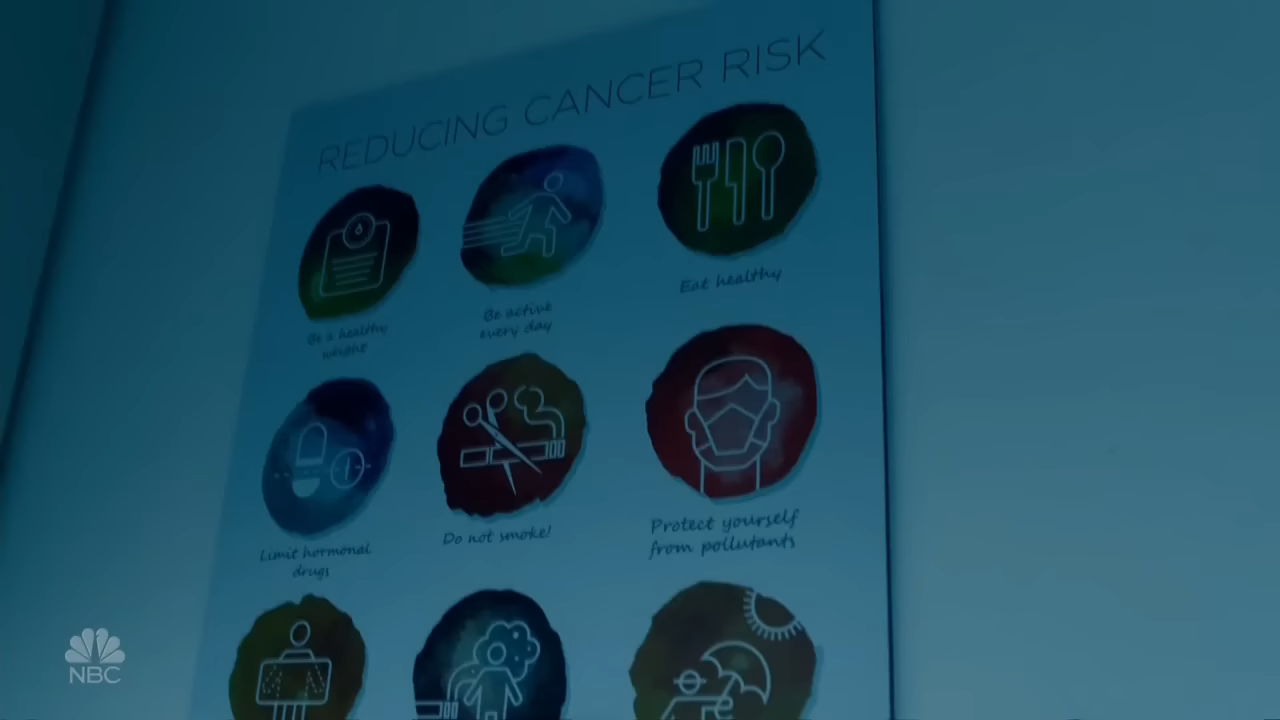 REDUCING CANCER RISK
Be a healthy
weight
Be active
every day
Eat healthy
Limit hormonal
drugs
Do not smoke!
Protect yourself
from pollutants
NBC